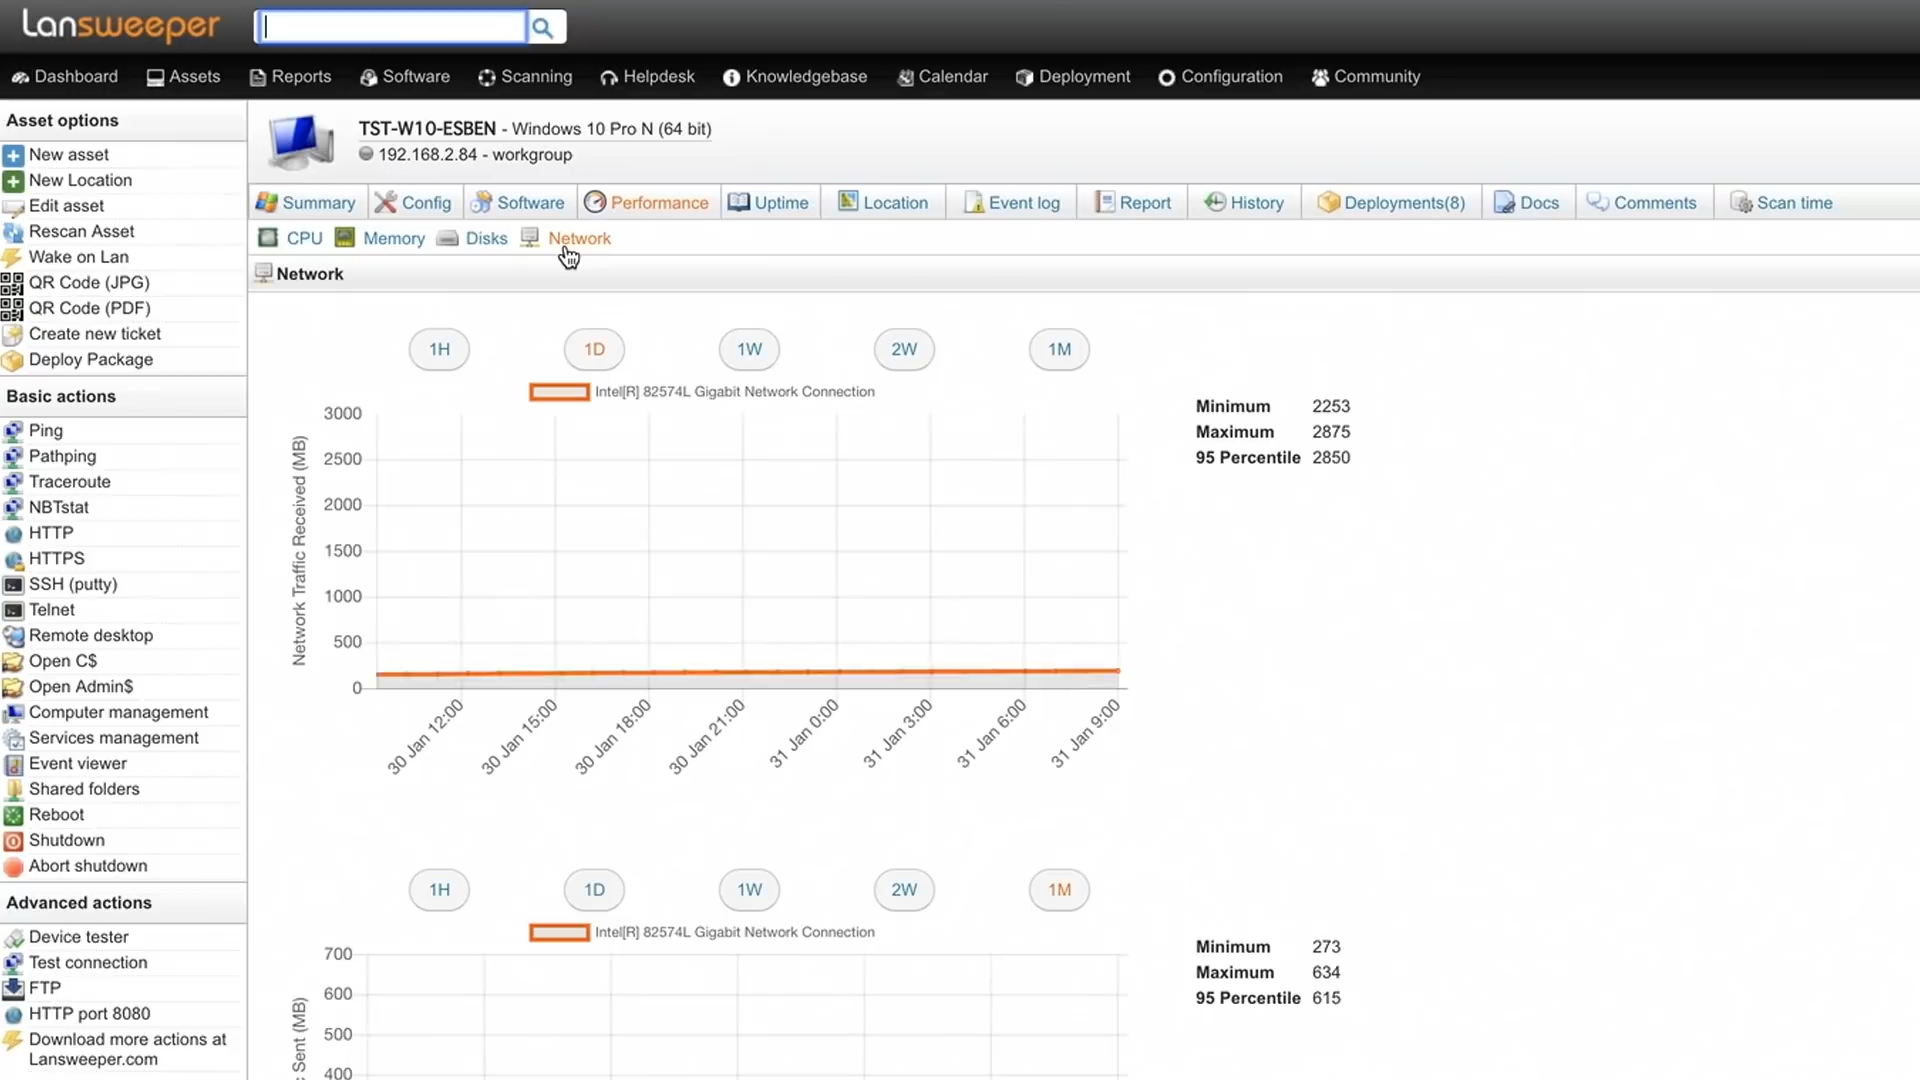 Lansweeper
Dashboard Assets Reports Software Scanning Helpdesk Knowledgebase Calendar Deployment Configuration Community
Asset options
New asset
New Location
Edit asset
Rescan Asset
Wake on Lan
QR Code (JPG)
QR Code (PDF)
Create new ticket
Deploy Package
Basic actions
Ping
Pathping
Traceroute
NBTstat
HTTP
HTTPS
SSH (putty)
Telnet
Remote desktop
Open C$
Open Admin$
Computer management
Services management
Event viewer
Shared folders
Reboot
Shutdown
Abort shutdown
Advanced actions
Device tester
Test connection
FTP
HTTP port 8080
Download more actions at
Lansweeper.com
TST-W10-ESBEN - Windows 10 Pro N (64 bit)
192.168.2.84 - workgroup
Summary Config Software Performance Uptime Location Event log Report History Deployments(8) Docs Comments Scan time
CPU Memory Disks Network
Network
1H 1D 1W 2W 1M
Intel[R] 82574L Gigabit Network Connection
Network Traffic Received (MB)
3000
2500
2000
1500
1000
500
0
30 Jan 12:00 30 Jan 15:00 30 Jan 18:00 30 Jan 21:00 31 Jan 0:00 31 Jan 3:00 31 Jan 6:00 31 Jan 9:00
Minimum 2253
Maximum 2875
95 Percentile 2850
1H 1D 1W 2W 1M
Intel[R] 82574L Gigabit Network Connection
Sent (MB)
700
600
500
400
Minimum 273
Maximum 634
95 Percentile 615